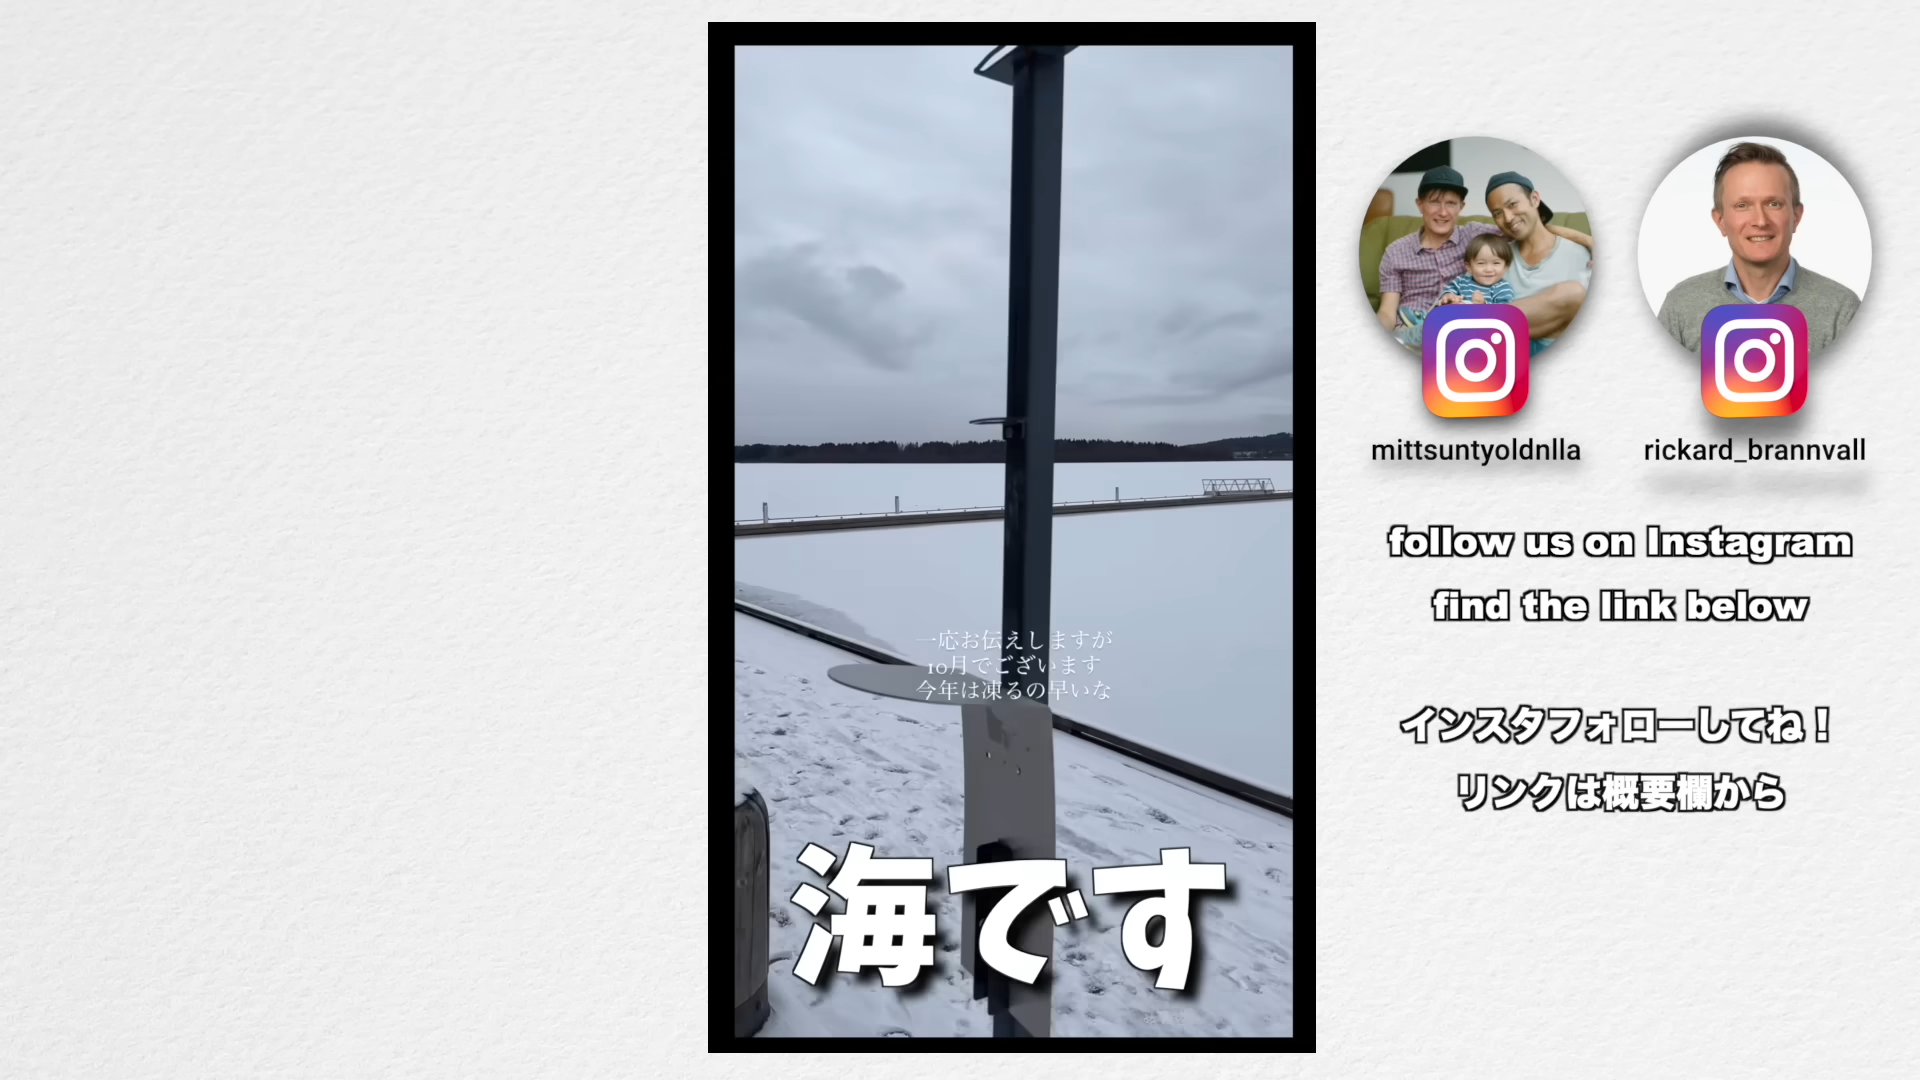 一応お伝えしますが
10月でございます
今年は凍るの早いな
海です
mittsuntyoldnlla
rickard_brannvall
follow us on Instagram
find the link below
インスタフォローしてね！
リンクは概要欄から